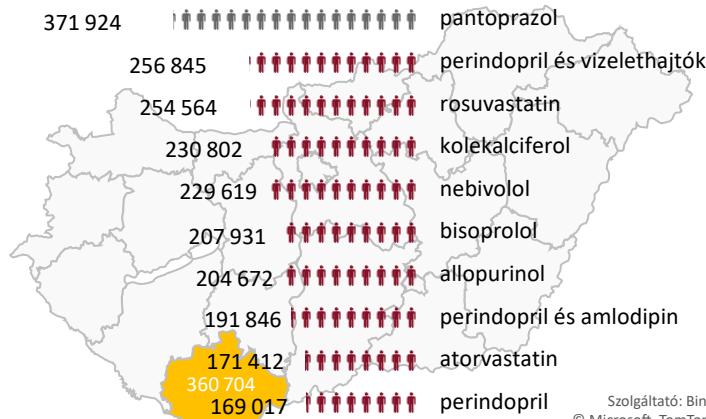 371 924 pantoprazol
256 845 perindopril és vizelethajtók
254 564 rosuvastatin
230 802 kolekalciferol
229 619 nebivolol
207 931 bisoprolol
204 672 allopurinol
191 846 perindopril és amlodipin
171 412 atorvastatin
360 704
169 017 perindopril
Szolgáltató: Bin
© Microsoft, TomTom